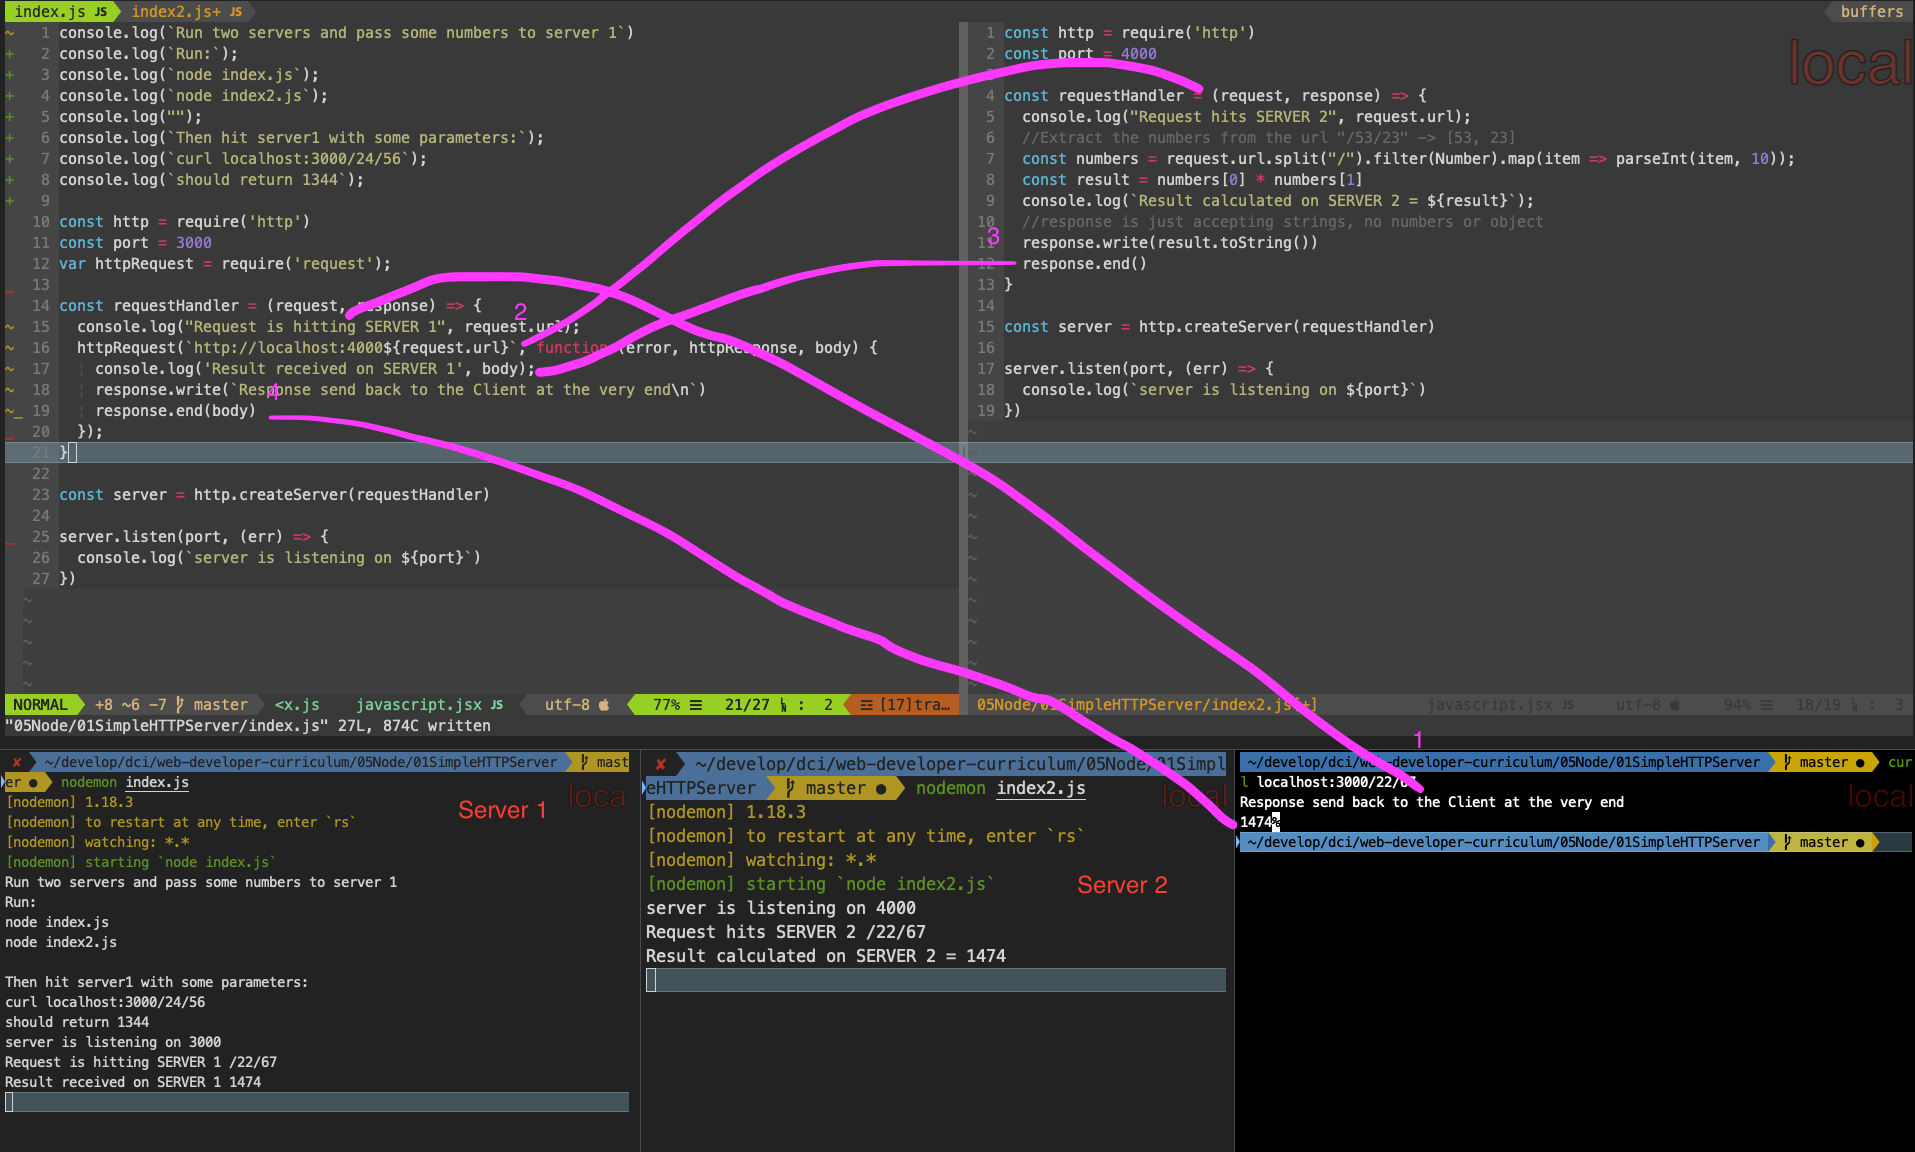 index.js JS index2.js+ JS buffers
1 console.log(`Run two servers and pass some numbers to server 1`)
2 console.log(`Run:`);
3 console.log(`node index.js`);
4 console.log(`node index2.js`);
5 console.log("");
6 console.log(`Then hit server1 with some parameters:`);
7 console.log(`curl localhost:3000/24/56`);
8 console.log(`should return 1344`);
9
10 const http = require('http')
11 const port = 3000
12 var httpRequest = require('request');
13
14 const requestHandler = (request, response) => {
15 console.log("Request is hitting SERVER 1", request.url);
16 httpRequest(`http://localhost:4000${request.url}`, function (error, httpResponse, body) {
17 console.log('Result received on SERVER 1', body);
18 response.write(`Response send back to the Client at the very end\n`)
19 response.end(body)
20 });
21 }
22
23 const server = http.createServer(requestHandler)
24
25 server.listen(port, (err) => {
26 console.log(`server is listening on ${port}`)
27 })
2
4
local
1 const http = require('http')
2 const port = 4000
4 const requestHandler = (request, response) => {
5 console.log("Request hits SERVER 2", request.url);
6 //Extract the numbers from the url "/53/23" -> [53, 23]
7 const numbers = request.url.split("/").filter(Number).map(item => parseInt(item, 10));
8 const result = numbers[0] * numbers[1]
9 console.log(`Result calculated on SERVER 2 = ${result}`);
10 //response is just accepting strings, no numbers or object
11 response.write(result.toString())
12 response.end()
13 }
14
15 const server = http.createServer(requestHandler)
16
17 server.listen(port, (err) => {
18 console.log(`server is listening on ${port}`)
19 })
3
NORMAL +8 ~6 -7 master <x.js javascript.jsx JS utf-8 77% 21/27 : 2 [17]tra…
05Node/01SimpleHTTPServer/index2.js[+] javascript.jsx JS utf-8 94% 18/19 : 3
"05Node/01SimpleHTTPServer/index.js" 27L, 874C written
✘ ~/develop/dci/web-developer-curriculum/05Node/01SimpleHTTPServer mast
er ● nodemon index.js
[nodemon] 1.18.3
[nodemon] to restart at any time, enter `rs`
[nodemon] watching: *.*
[nodemon] starting `node index.js`
Run two servers and pass some numbers to server 1
Run:
node index.js
node index2.js
Then hit server1 with some parameters:
curl localhost:3000/24/56
should return 1344
server is listening on 3000
Request is hitting SERVER 1 /22/67
Result received on SERVER 1 1474
Server 1
loca
✘ ~/develop/dci/web-developer-curriculum/05Node/01Simpl
eHTTPServer master ● nodemon index2.js
[nodemon] 1.18.3
[nodemon] to restart at any time, enter `rs`
[nodemon] watching: *.*
[nodemon] starting `node index2.js`
server is listening on 4000
Request hits SERVER 2 /22/67
Result calculated on SERVER 2 = 1474
Server 2
local
1
~/develop/dci/web-developer-curriculum/05Node/01SimpleHTTPServer master ● cur
l localhost:3000/22/67
Response send back to the Client at the very end
1474%
~/develop/dci/web-developer-curriculum/05Node/01SimpleHTTPServer master ●
local